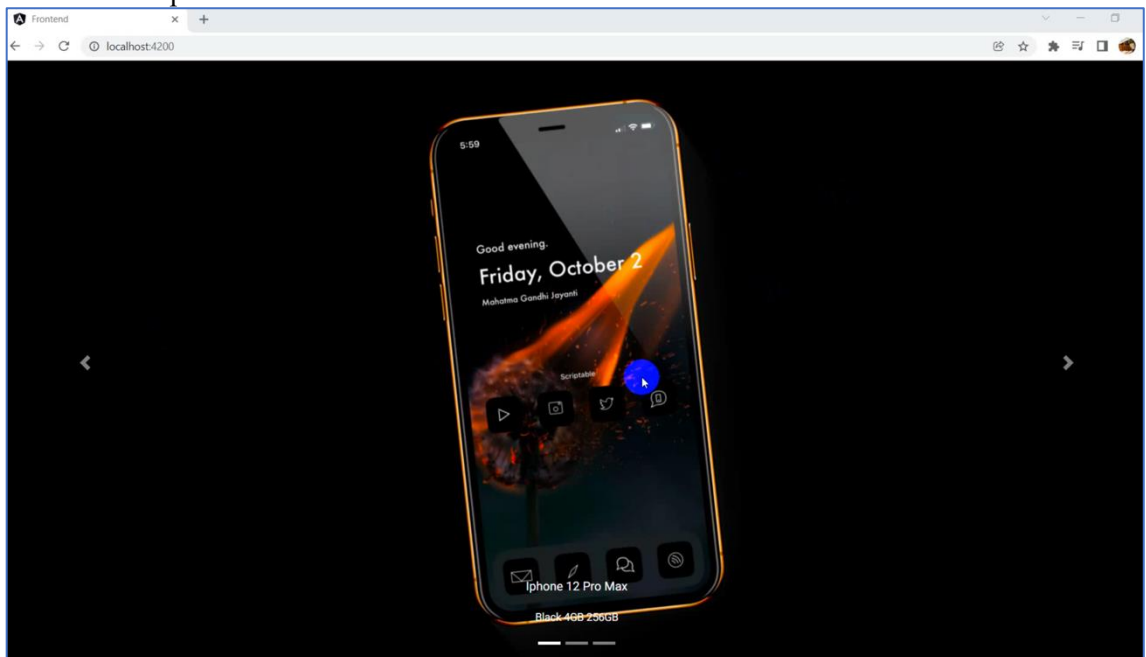 Frontend
localhost:4200
5:59
Good evening.
Friday, October 2
Mahatma Gandhi Jayanti
Scriptable
Iphone 12 Pro Max
Black 4GB 256GB